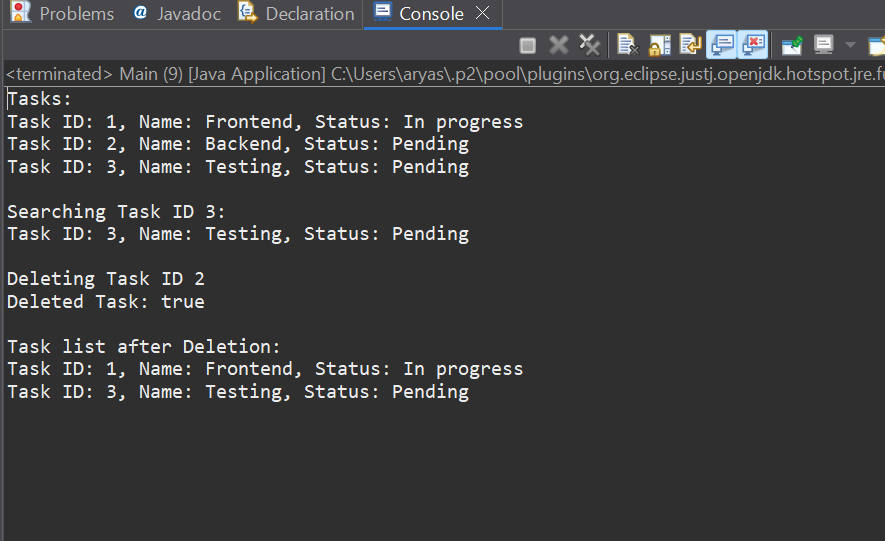 Problems @ Javadoc Declaration Console
<terminated> Main (9) [Java Application] C:\Users\aryas\.p2\pool\plugins\org.eclipse.justj.openjdk.hotspot.jre.fu
Tasks:
Task ID: 1, Name: Frontend, Status: In progress
Task ID: 2, Name: Backend, Status: Pending
Task ID: 3, Name: Testing, Status: Pending
Searching Task ID 3:
Task ID: 3, Name: Testing, Status: Pending
Deleting Task ID 2
Deleted Task: true
Task list after Deletion:
Task ID: 1, Name: Frontend, Status: In progress
Task ID: 3, Name: Testing, Status: Pending